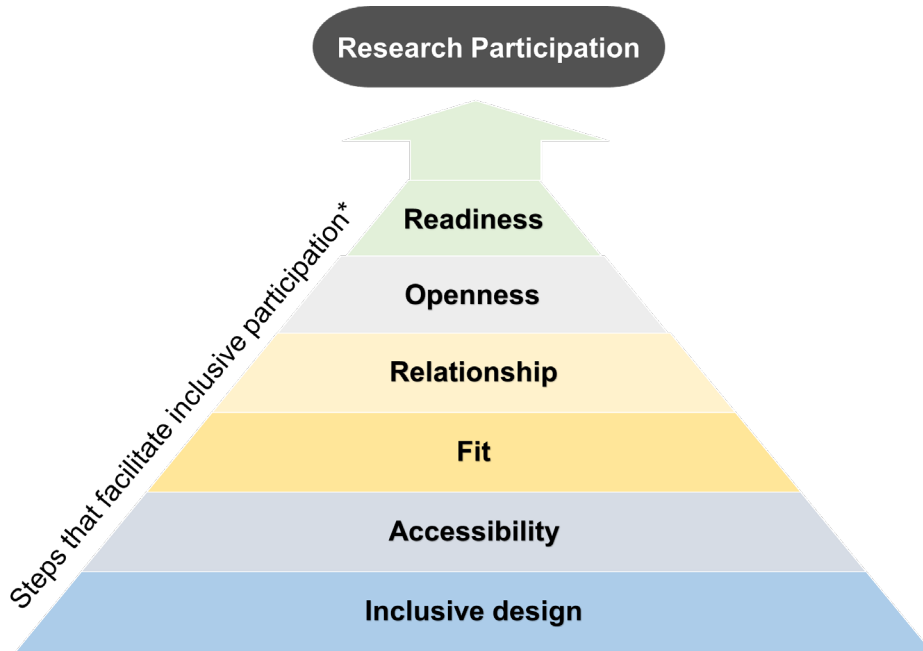 Research Participation
Steps that facilitate inclusive participation*
Readiness
Openness
Relationship
Fit
Accessibility
Inclusive design